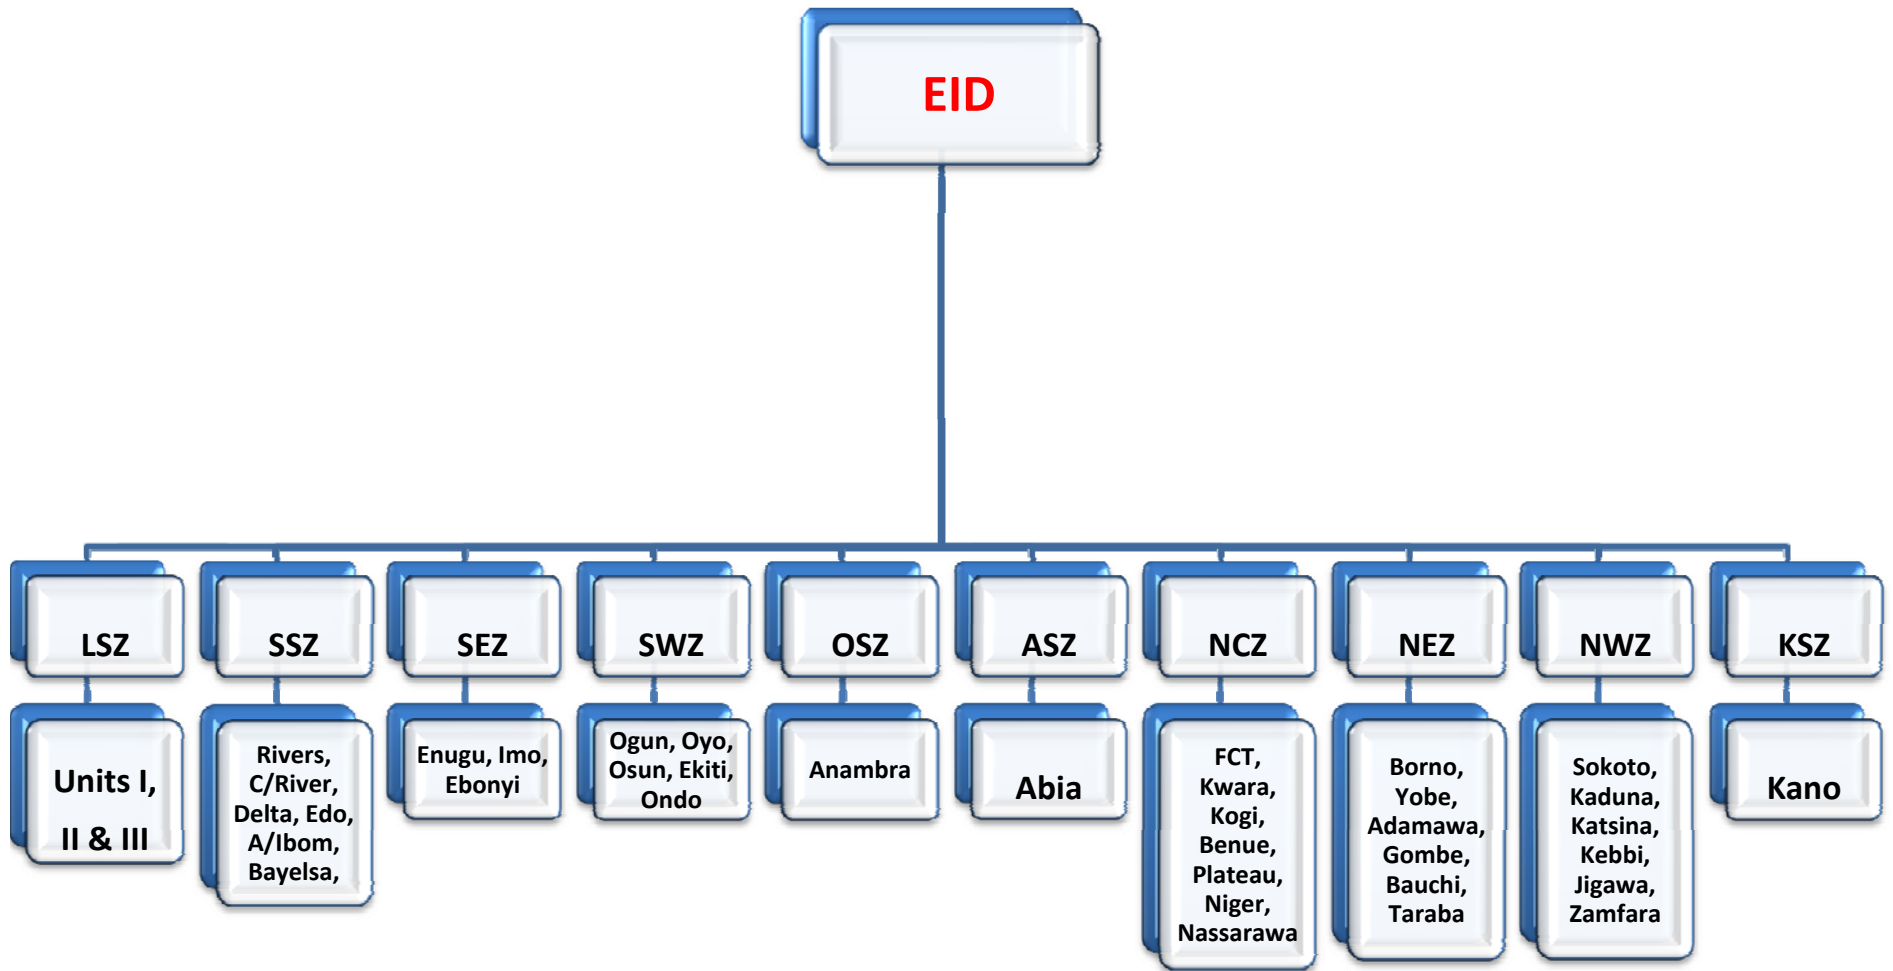 EID
LSZ
SSZ
SEZ
SWZ
OSZ
ASZ
NCZ
NEZ
NWZ
KSZ
Units I,
II & III
Rivers,
C/River,
Delta, Edo,
A/Ibom,
Bayelsa,
Enugu, Imo,
Ebonyi
Ogun, Oyo,
Osun, Ekiti,
Ondo
Anambra
Abia
FCT,
Kwara,
Kogi,
Benue,
Plateau,
Niger,
Nassarawa
Borno,
Yobe,
Adamawa,
Gombe,
Bauchi,
Taraba
Sokoto,
Kaduna,
Katsina,
Kebbi,
Jigawa,
Zamfara
Kano